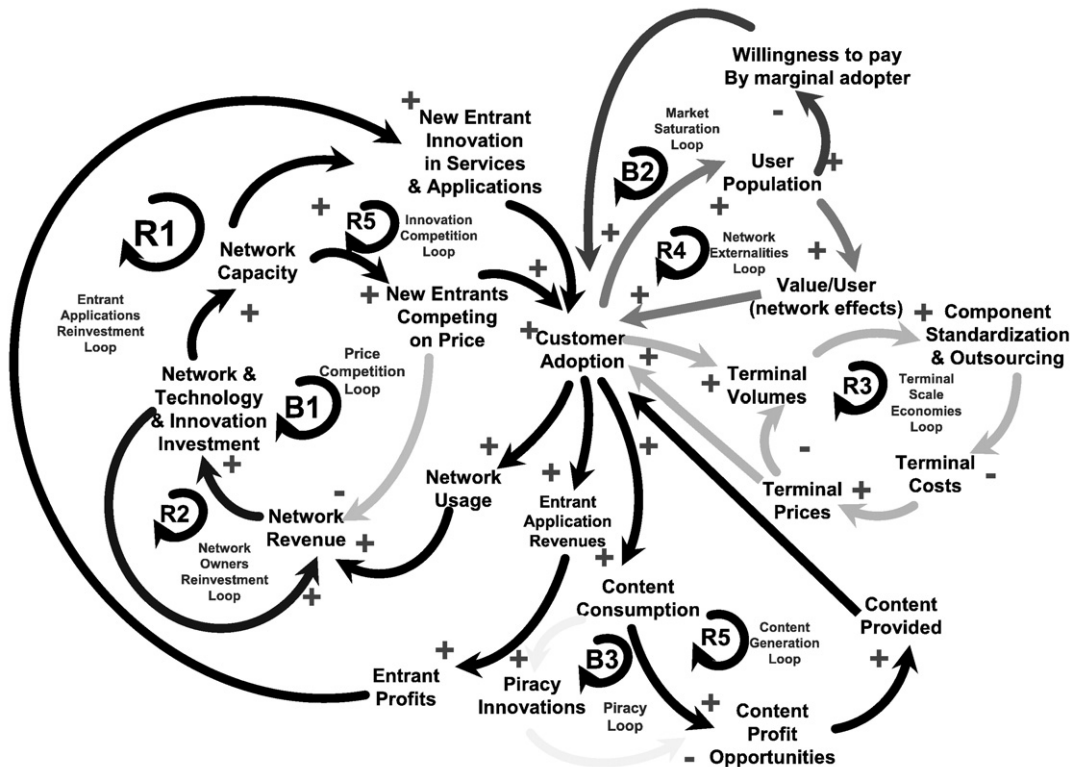 Willingness to pay
By marginal adopter
-
+
New Entrant
Innovation
in Services
& Applications
Market
Saturation
Loop
B2
User
Population
+
+
R1
+
R5
Innovation
Competition
Loop
+
R4
Network
Externalities
Loop
+
Network
Capacity
+
Value/User
(network effects)
Entrant
Applications
Reinvestment
Loop
+
+
New Entrants
Competing
on Price
+
+
+
Component
Standardization
& Outsourcing
Price
Competition
Loop
B1
+
Customer
Adoption
+
+
Terminal
Volumes
R3
Terminal
Scale
Economies
Loop
Network &
Technology
& Innovation
Investment
+
+
+
-
Terminal
Costs
-
Network
Usage
+
Entrant
Application
Revenues
Terminal
Prices
+
R2
-
Network
Revenue
+
Network
Owners
Reinvestment
Loop
+
+
Content
Consumption
R5
Content
Generation
Loop
Content
Provided
+
+
Entrant
Profits
+
Piracy
Innovations
B3
Piracy
Loop
+
-
Content
Profit
Opportunities